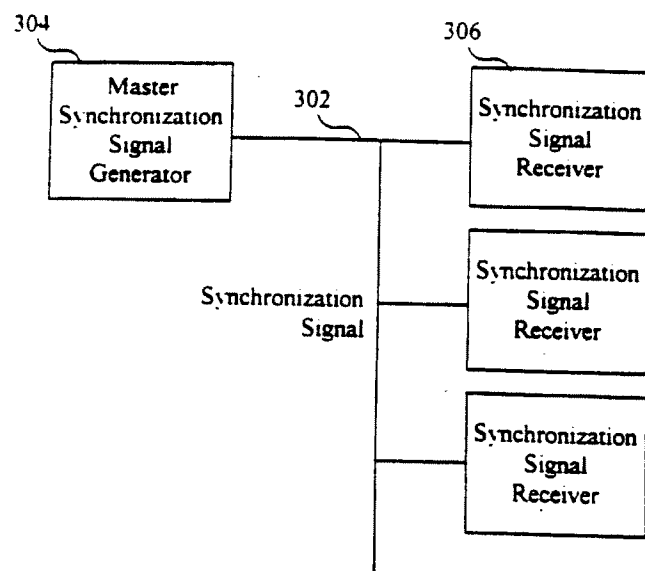 304
306
302
Master
Synchronization
Signal
Generator
Synchronization
Signal
Receiver
Synchronization
Signal
Synchronization
Signal
Receiver
Synchronization
Signal
Receiver